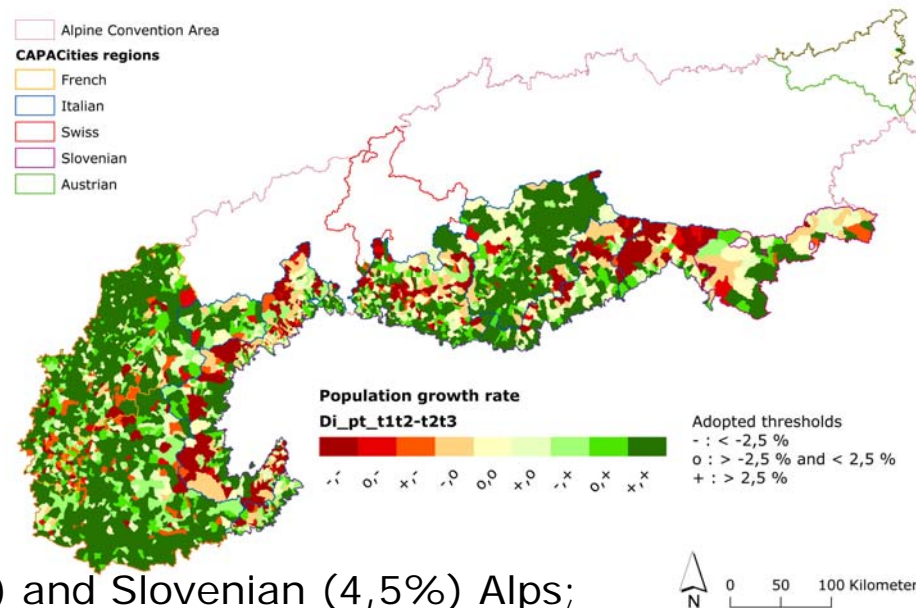 Alpine Convention Area
CAPACities regions
French
Italian
Swiss
Slovenian
Austrian
Population growth rate
Di_pt_t1t2-t2t3
-,- o,- +,- -,o o,o +,o -,+ o,+ +,+
Adopted thresholds
- : < -2,5 %
o : > -2,5 % and < 2,5 %
+ : > 2,5 %
) and Slovenian (4,5%) Alps;
N
0 50 100 Kilometer